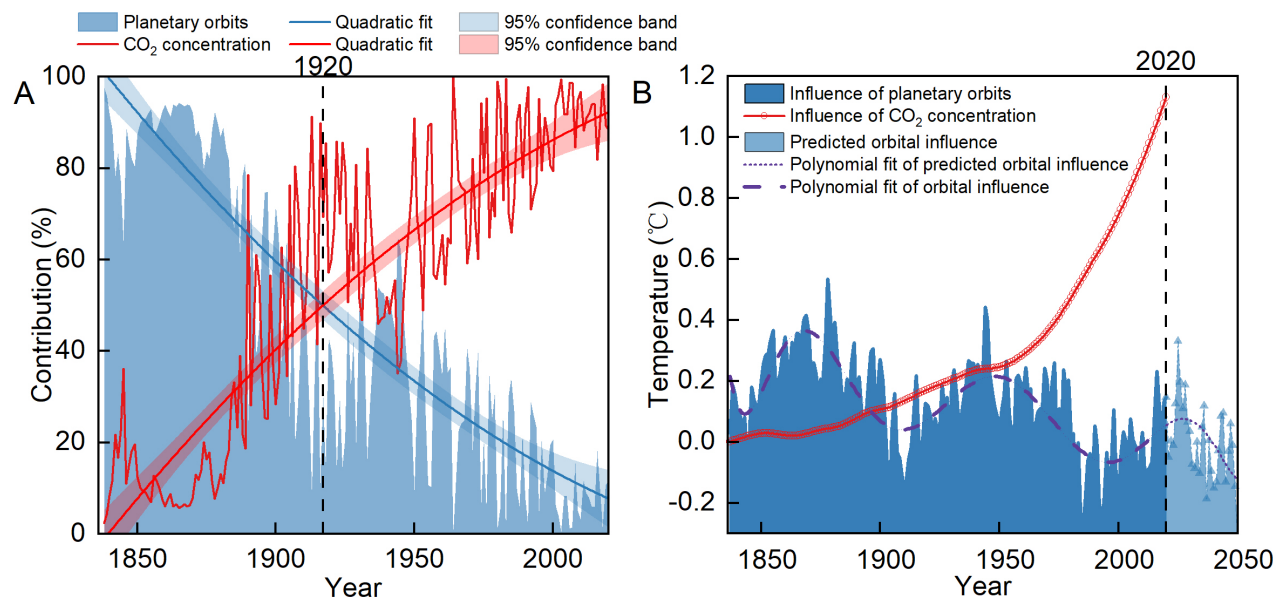 Planetary orbits Quadratic fit 95% confidence band
CO₂ concentration Quadratic fit 95% confidence band
A
1920
100
80
60
40
20
0
Contribution (%)
1850 1900 1950 2000
Year
B
2020
1.2
1.0
0.8
0.6
0.4
0.2
0.0
-0.2
Temperature (℃)
Influence of planetary orbits
Influence of CO₂ concentration
Predicted orbital influence
Polynomial fit of predicted orbital influence
Polynomial fit of orbital influence
1850 1900 1950 2000 2050
Year